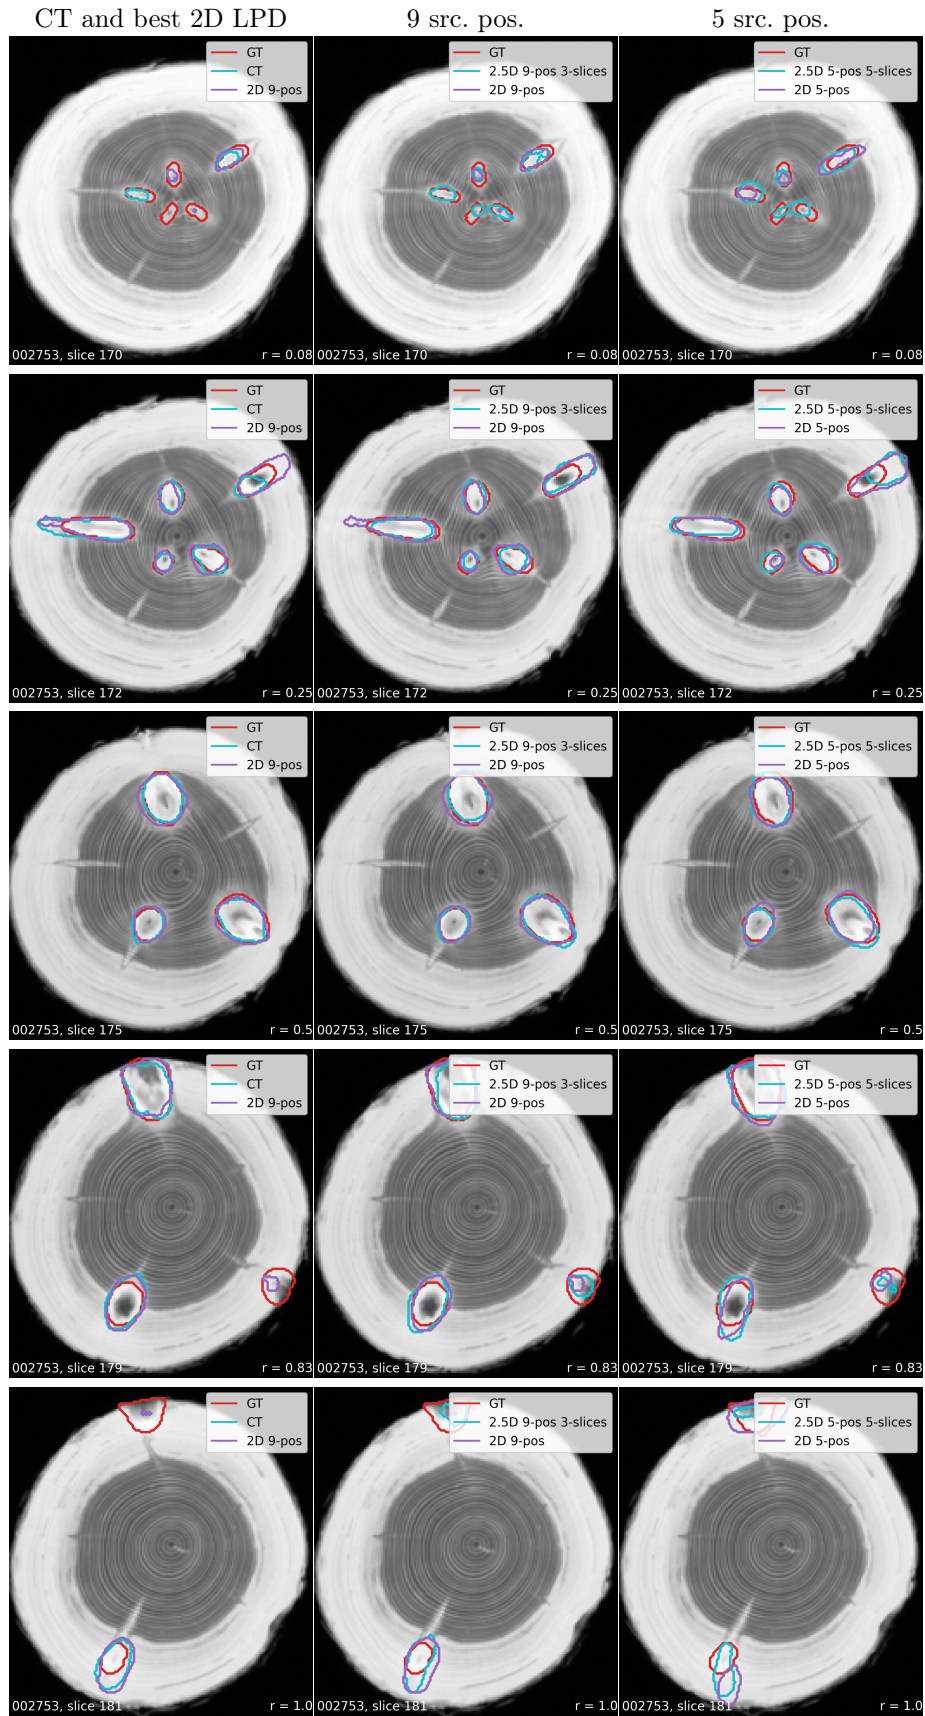 CT and best 2D LPD
9 src. pos.
5 src. pos.
GT
CT
2D 9-pos
002753, slice 170
r = 0.08
GT
2.5D 9-pos 3-slices
2D 9-pos
002753, slice 170
r = 0.08
GT
2.5D 5-pos 5-slices
2D 5-pos
002753, slice 170
r = 0.08
GT
CT
2D 9-pos
002753, slice 172
r = 0.25
GT
2.5D 9-pos 3-slices
2D 9-pos
002753, slice 172
r = 0.25
GT
2.5D 5-pos 5-slices
2D 5-pos
002753, slice 172
r = 0.25
GT
CT
2D 9-pos
002753, slice 175
r = 0.5
GT
2.5D 9-pos 3-slices
2D 9-pos
002753, slice 175
r = 0.5
GT
2.5D 5-pos 5-slices
2D 5-pos
002753, slice 175
r = 0.5
GT
CT
2D 9-pos
002753, slice 179
r = 0.83
GT
2.5D 9-pos 3-slices
2D 9-pos
002753, slice 179
r = 0.83
GT
2.5D 5-pos 5-slices
2D 5-pos
002753, slice 179
r = 0.83
GT
CT
2D 9-pos
002753, slice 181
r = 1.0
GT
2.5D 9-pos 3-slices
2D 9-pos
002753, slice 181
r = 1.0
GT
2.5D 5-pos 5-slices
2D 5-pos
002753, slice 181
r = 1.0